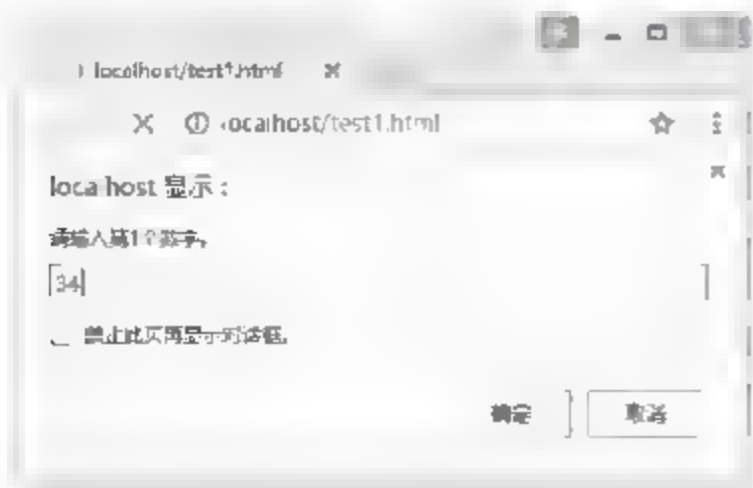 localhost/test1.html
localhost/test1.html
localhost 显示：
请输入第1个数字。
34
禁止此页再显示对话框。
确定 取消